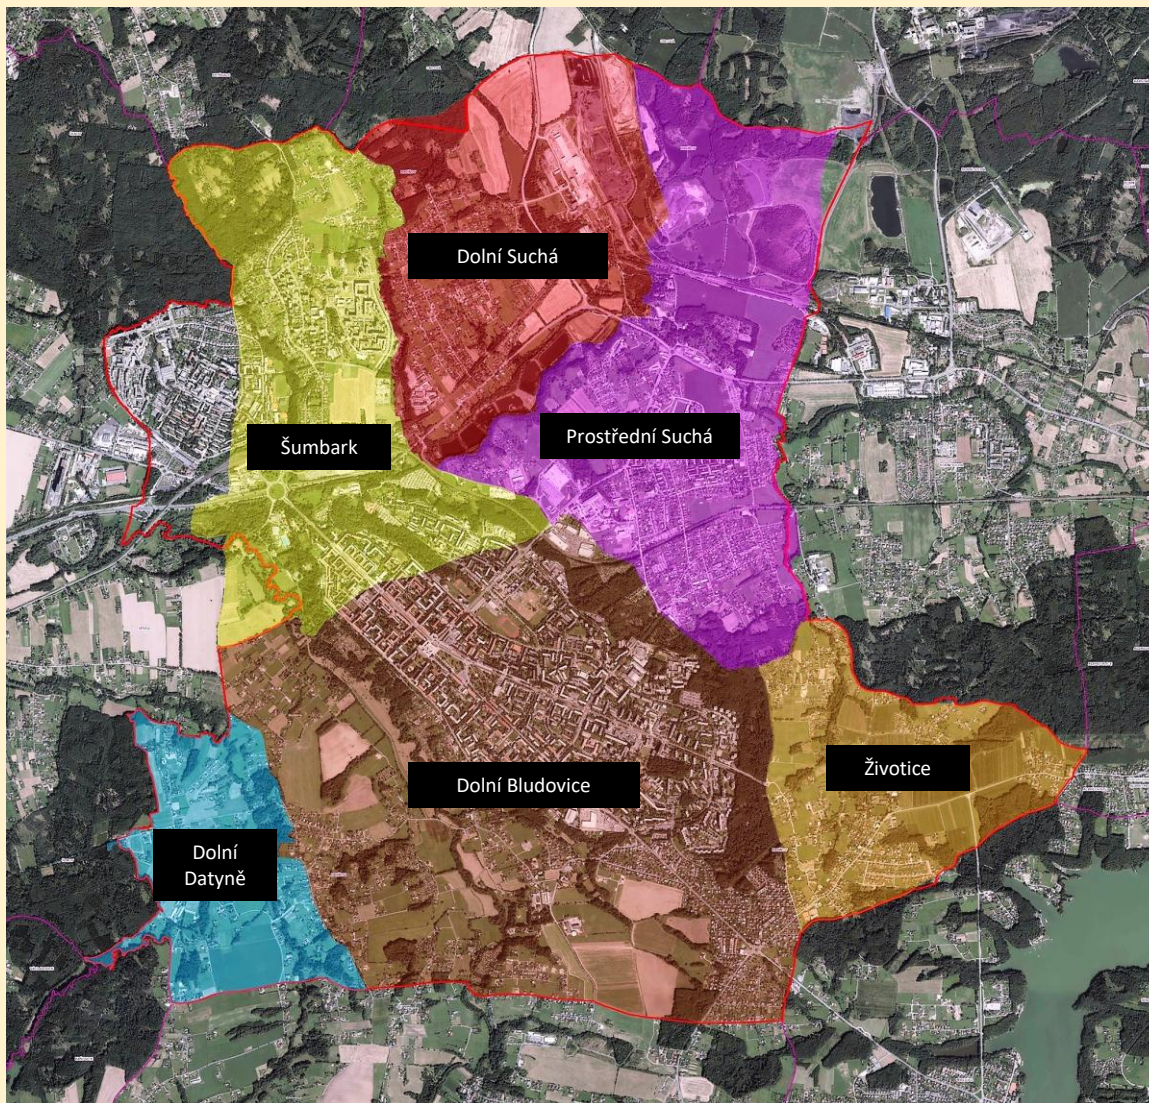 Dolní Suchá
Prostřední Suchá
Šumbark
Životice
Dolní Bludovice
Dolní
Datyně